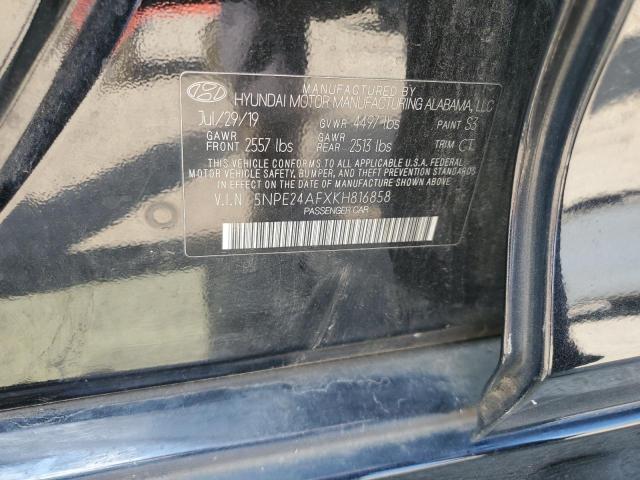 MANUFACTURED BY
HYUNDAI MOTOR MANUFACTURING ALABAMA, LLC
Jul/29/19 GVWR 4497 lbs PAINT S3
GAWR FRONT 2557 lbs GAWR REAR 2513 lbs TRIM GT
THIS VEHICLE CONFORMS TO ALL APPLICABLE U.S.A. FEDERAL
MOTOR VEHICLE SAFETY, BUMPER, AND THEFT PREVENTION
STANDARDS IN EFFECT ON THE DATE OF MANUFACTURE SHOWN ABOVE.
V.I.N 5NPE24AFXKH816858
PASSENGER CAR